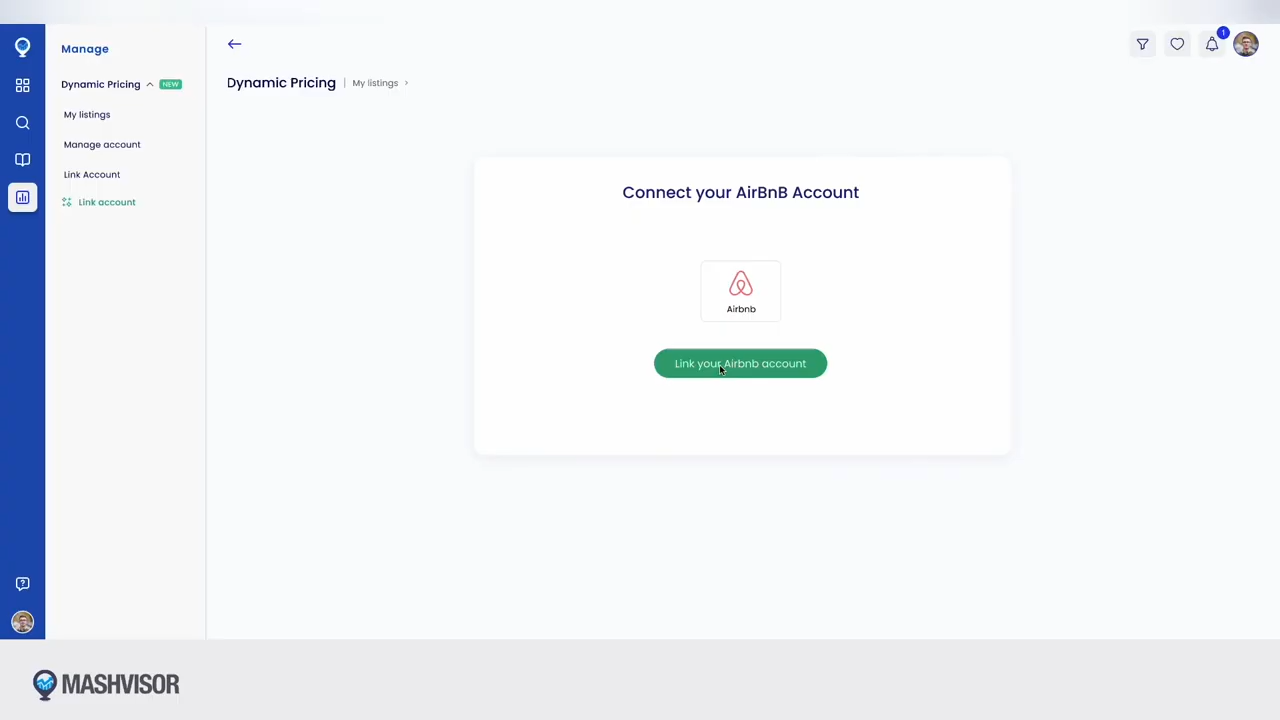 Manage
Dynamic Pricing NEW
My listings
Manage account
Link Account
Link account
1
Dynamic Pricing | My listings >
Connect your AirBnB Account
Airbnb
Link your Airbnb account
MASHVISOR